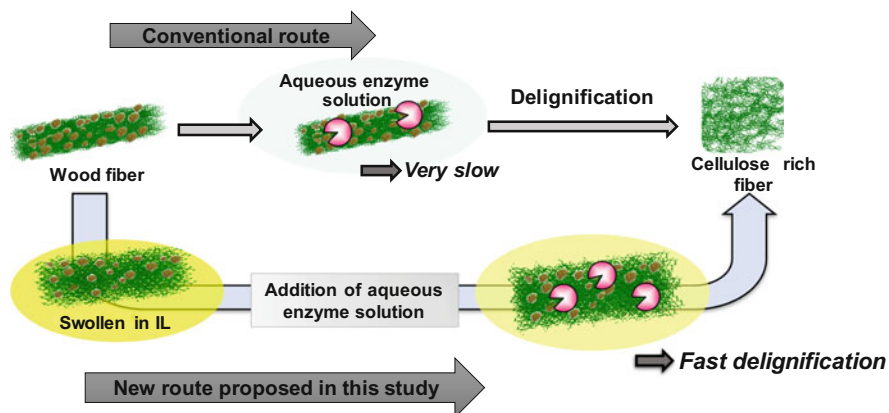 Conventional route
Aqueous enzyme
solution
Delignification
Wood fiber
Very slow
Cellulose rich
fiber
Swollen in IL
Addition of aqueous
enzyme solution
Fast delignification
New route proposed in this study